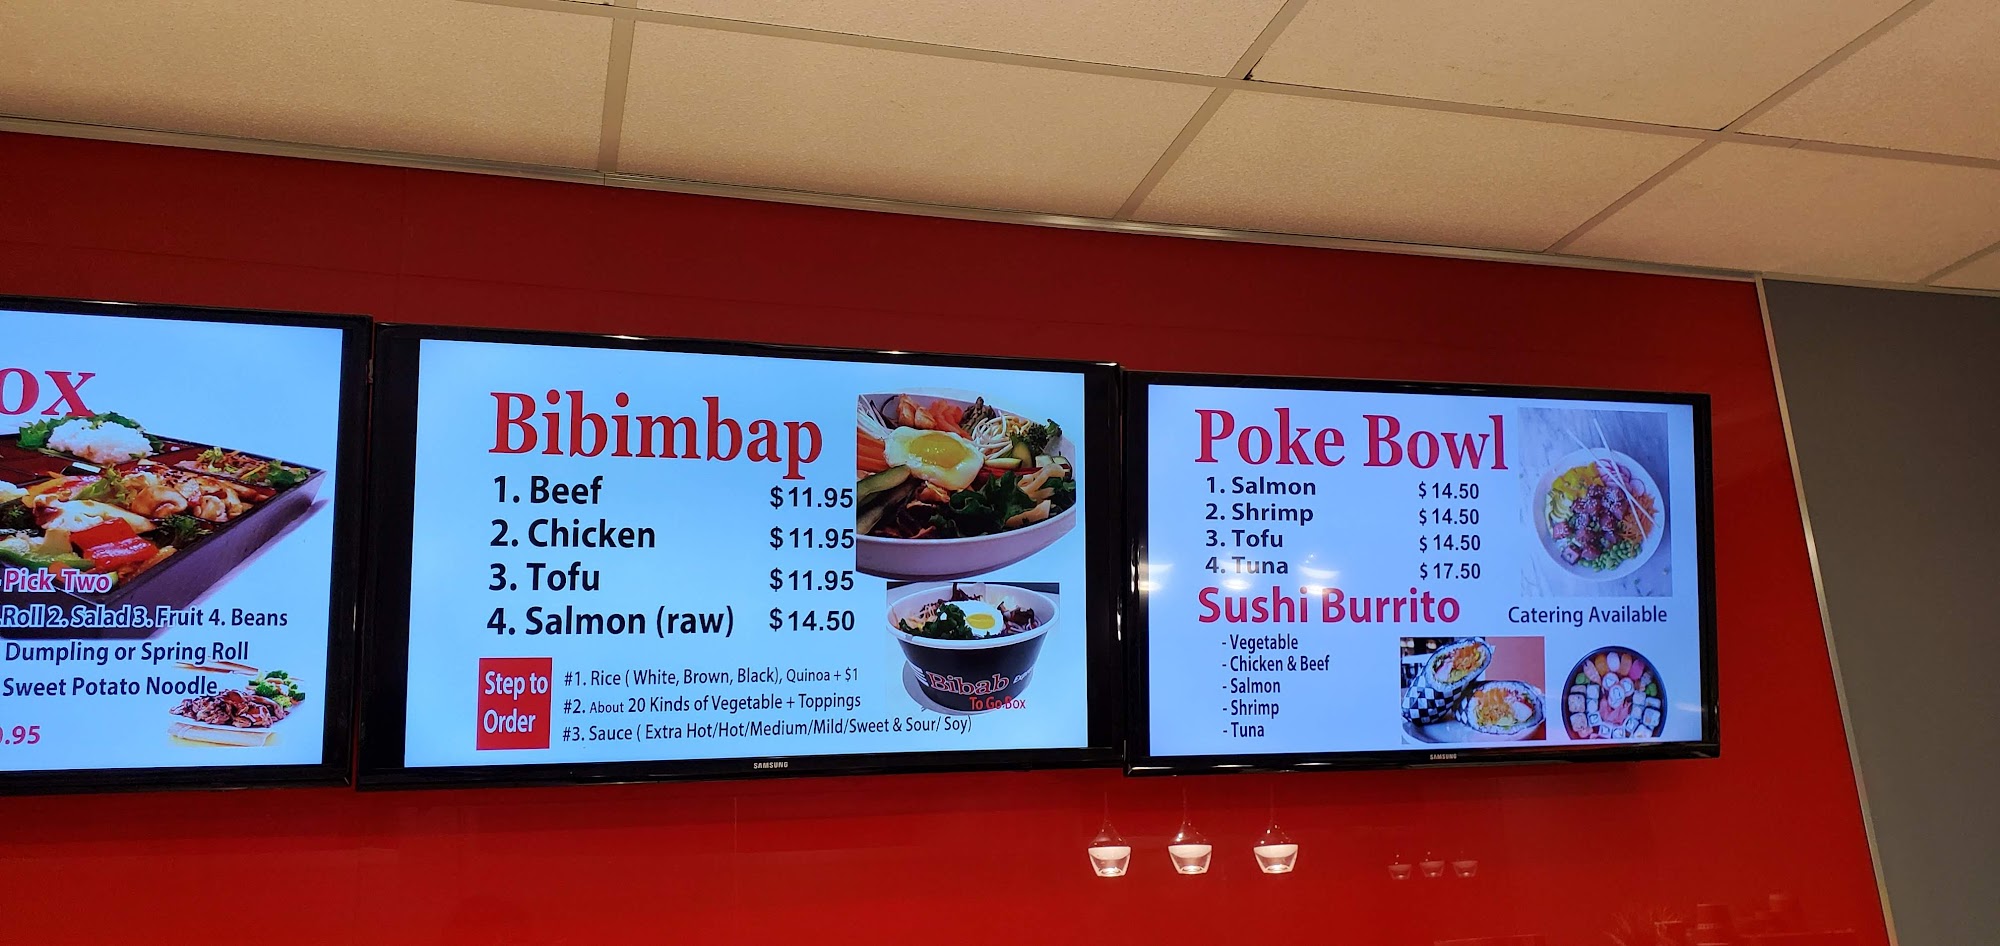 ox
Pick Two
Roll 2. Salad 3. Fruit 4. Beans
Dumpling or Spring Roll
Sweet Potato Noodle
.95
Bibimbap
1. Beef $11.95
2. Chicken $11.95
3. Tofu $11.95
4. Salmon (raw) $14.50
Step to
Order
#1. Rice ( White, Brown, Black), Quinoa + $1
#2. About 20 Kinds of Vegetable + Toppings
#3. Sauce ( Extra Hot/Hot/Medium/Mild/Sweet & Sour/ Soy)
Bibab
To Go Box
SAMSUNG
Poke Bowl
1. Salmon $14.50
2. Shrimp $14.50
3. Tofu $14.50
4. Tuna $17.50
Sushi Burrito
Catering Available
- Vegetable
- Chicken & Beef
- Salmon
- Shrimp
- Tuna
SAMSUNG